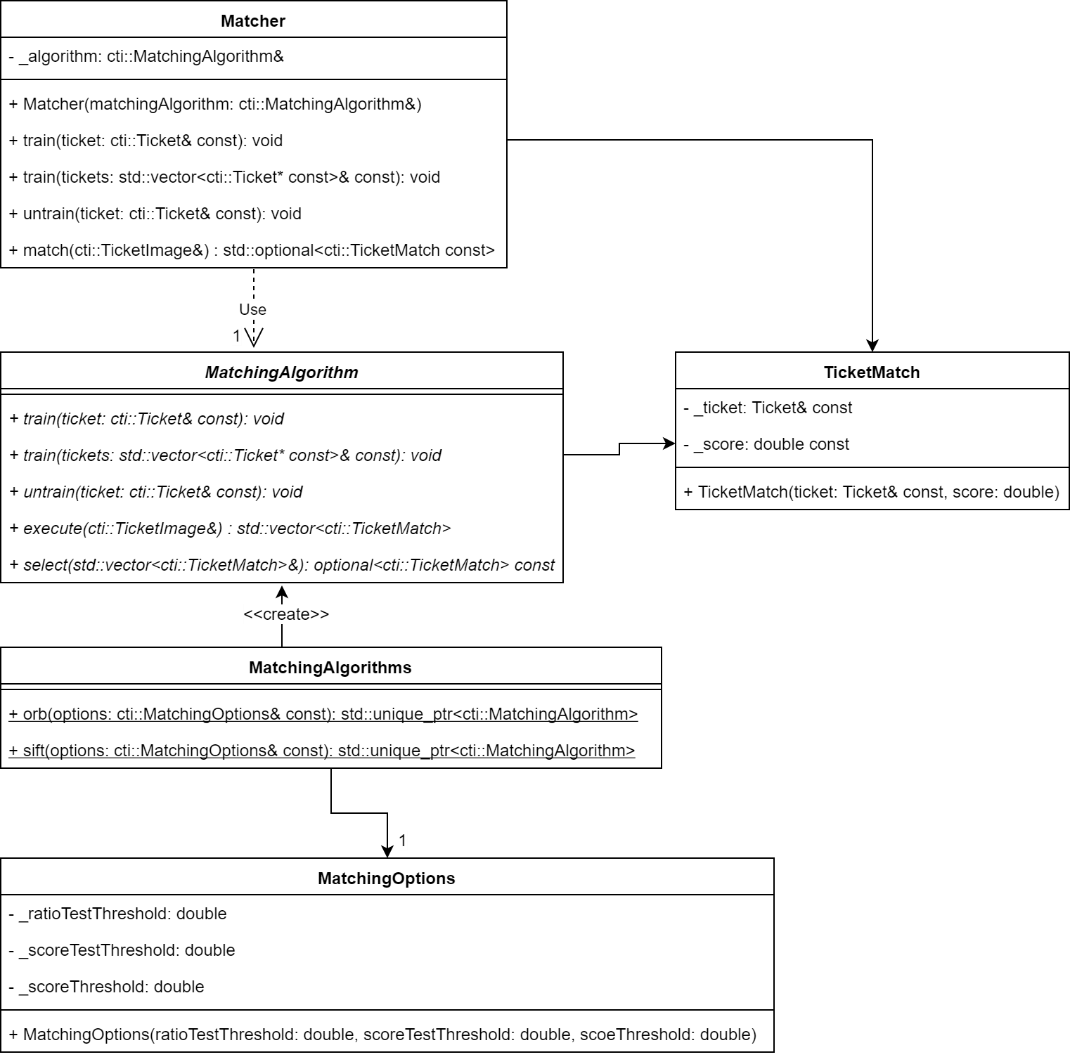 Matcher
- _algorithm: cti::MatchingAlgorithm&
+ Matcher(matchingAlgorithm: cti::MatchingAlgorithm&)
+ train(ticket: cti::Ticket& const): void
+ train(tickets: std::vector<cti::Ticket* const>& const): void
+ untrain(ticket: cti::Ticket& const): void
+ match(cti::TicketImage&) : std::optional<cti::TicketMatch const>
Use
1
MatchingAlgorithm
+ train(ticket: cti::Ticket& const): void
+ train(tickets: std::vector<cti::Ticket* const>& const): void
+ untrain(ticket: cti::Ticket& const): void
+ execute(cti::TicketImage&) : std::vector<cti::TicketMatch>
+ select(std::vector<cti::TicketMatch>&): optional<cti::TicketMatch> const
TicketMatch
- _ticket: Ticket& const
- _score: double const
+ TicketMatch(ticket: Ticket& const, score: double)
<<create>>
MatchingAlgorithms
+ orb(options: cti::MatchingOptions& const): std::unique_ptr<cti::MatchingAlgorithm>
+ sift(options: cti::MatchingOptions& const): std::unique_ptr<cti::MatchingAlgorithm>
1
MatchingOptions
- _ratioTestThreshold: double
- _scoreTestThreshold: double
- _scoreThreshold: double
+ MatchingOptions(ratioTestThreshold: double, scoreTestThreshold: double, scoeThreshold: double)